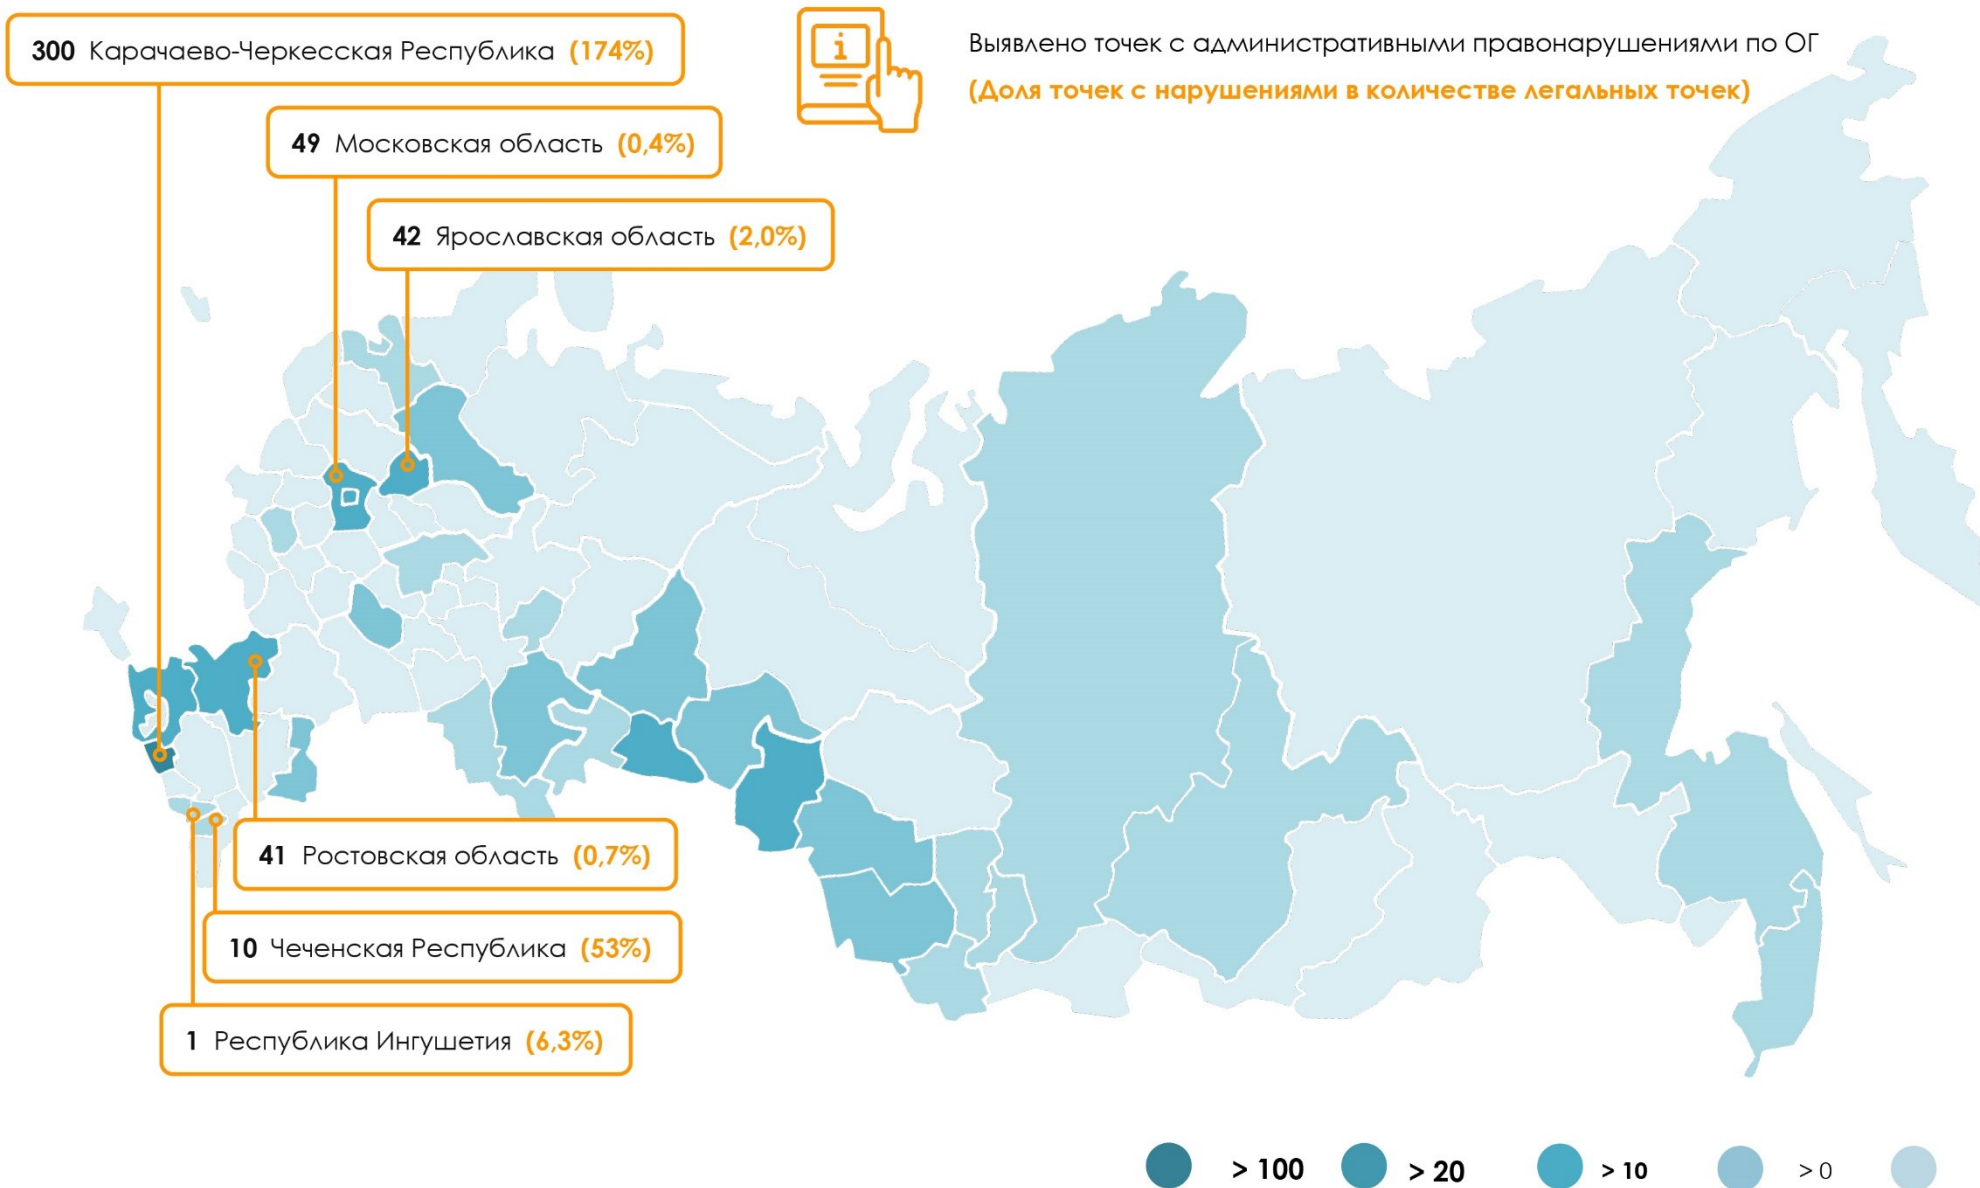 300 Карачаево-Черкесская Республика (174%)
Выявлено точек с административными правонарушениями по ОГ
(Доля точек с нарушениями в количестве легальных точек)
49 Московская область (0,4%)
42 Ярославская область (2,0%)
41 Ростовская область (0,7%)
10 Чеченская Республика (53%)
1 Республика Ингушетия (6,3%)
> 100 > 20 > 10 > 0